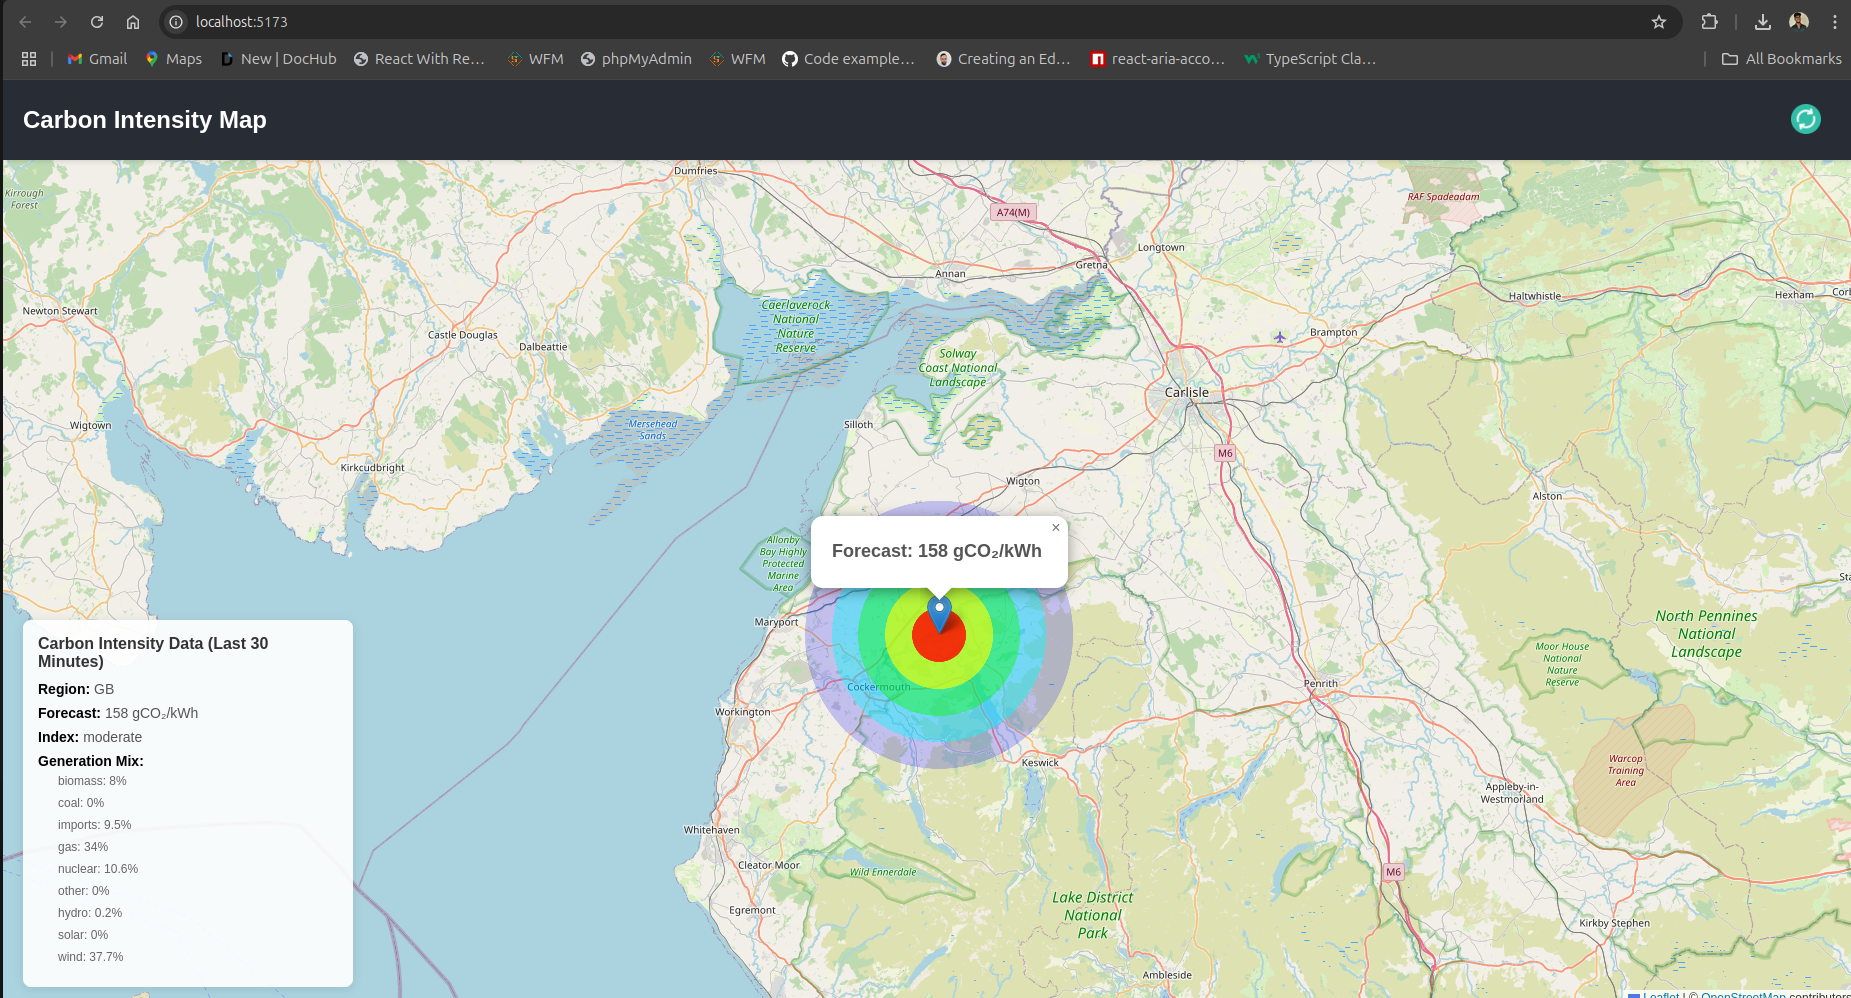 localhost:5173
Gmail
Maps
New | DocHub
React With Re...
WFM
phpMyAdmin
WFM
Code example...
Creating an Ed...
react-aria-acco...
TypeScript Cla...
All Bookmarks
Carbon Intensity Map
Kirrough
Forest
Dumfries
RAF Spadeadam
A74(M)
Longtown
Gretna
Annan
Newton Stewart
Castle Douglas
Dalbeattie
Caerlaverock
National
Nature
Reserve
Haltwhistle
Hexham
Brampton
Solway
Coast National
Landscape
Carlisle
Wigtown
Mersehead
Sands
Silloth
Kirkcudbright
M6
Wigton
Alston
Allonby
Bay Highly
Protected
Marine
Area
×
Forecast: 158 gCO₂/kWh
Maryport
North Pennines
National
Landscape
Moor House
National
Nature
Reserve
Cockermouth
Penrith
Workington
Keswick
Warcop
Training
Area
Appleby-in-
Westmorland
Whitehaven
Cleator Moor
Wild Ennerdale
M6
Lake District
National
Park
Egremont
Kirkby Stephen
Ambleside
Carbon Intensity Data (Last 30
Minutes)
Region: GB
Forecast: 158 gCO₂/kWh
Index: moderate
Generation Mix:
biomass: 8%
coal: 0%
imports: 9.5%
gas: 34%
nuclear: 10.6%
other: 0%
hydro: 0.2%
solar: 0%
wind: 37.7%
Leaflet | © OpenStreetMap contributors